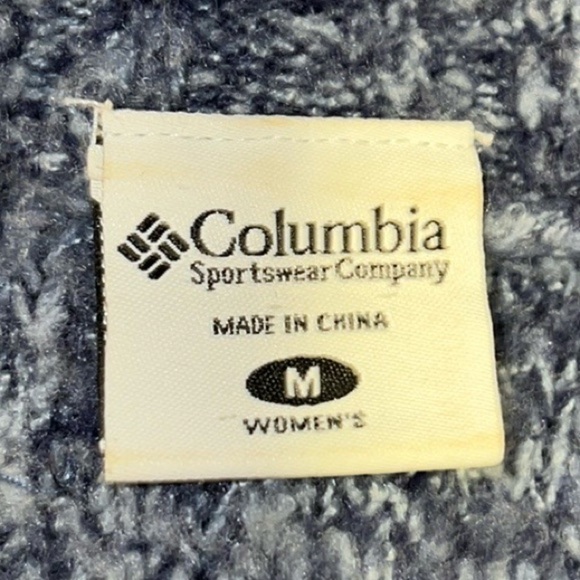 Columbia
Sportswear Company
MADE IN CHINA
M
WOMEN'S